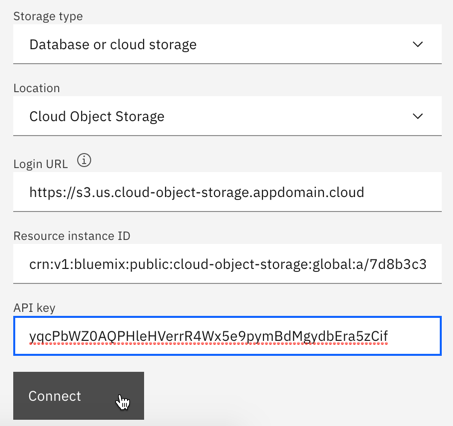 Storage type
Database or cloud storage
Location
Cloud Object Storage
Login URL
https://s3.us.cloud-object-storage.appdomain.cloud
Resource instance ID
crn:v1:bluemix:public:cloud-object-storage:global:a/7d8b3c3
API key
yqcPbWZ0AQPHleHVerrR4Wx5e9pymBdMgydbEra5zCif
Connect